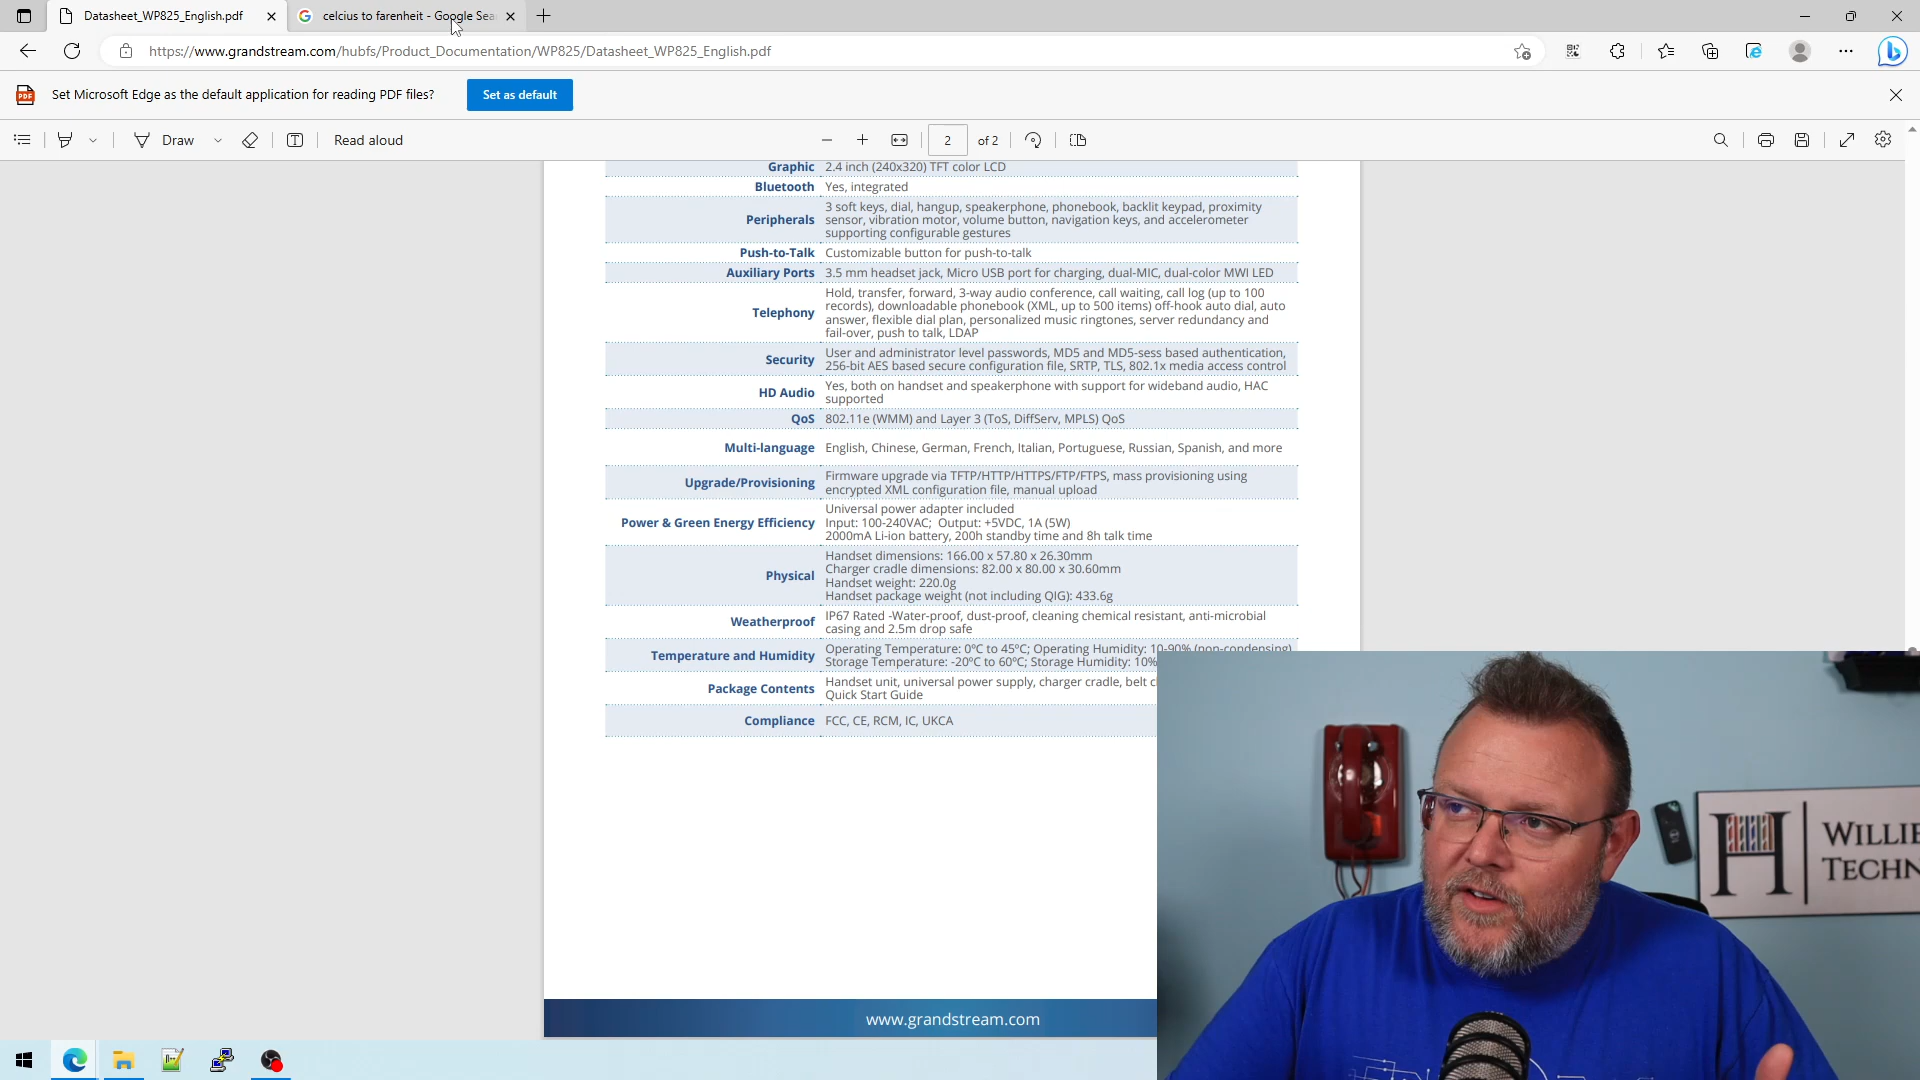 Datasheet_WP825_English.pdf
celcius to farenheit - Google Sea
https://www.grandstream.com/hubfs/Product_Documentation/WP825/Datasheet_WP825_English.pdf
PDF
Set Microsoft Edge as the default application for reading PDF files?
Set as default
Draw
Read aloud
2
of 2
Graphic 2.4 inch (240x320) TFT color LCD
Bluetooth Yes, integrated
Peripherals 3 soft keys, dial, hangup, speakerphone, phonebook, backlit keypad, proximity
sensor, vibration motor, volume button, navigation keys, and accelerometer
supporting configurable gestures
Push-to-Talk Customizable button for push-to-talk
Auxiliary Ports 3.5 mm headset jack, Micro USB port for charging, dual-MIC, dual-color MWI LED
Telephony Hold, transfer, forward, 3-way audio conference, call waiting, call log (up to 100
records), downloadable phonebook (XML, up to 500 items) off-hook auto dial, auto
answer, flexible dial plan, personalized music ringtones, server redundancy and
fail-over, push to talk, LDAP
Security User and administrator level passwords, MD5 and MD5-sess based authentication,
256-bit AES based secure configuration file, SRTP, TLS, 802.1x media access control
HD Audio Yes, both on handset and speakerphone with support for wideband audio, HAC
supported
QoS 802.11e (WMM) and Layer 3 (ToS, DiffServ, MPLS) QoS
Multi-language English, Chinese, German, French, Italian, Portuguese, Russian, Spanish, and more
Upgrade/Provisioning Firmware upgrade via TFTP/HTTP/HTTPS/FTP/FTPS, mass provisioning using
encrypted XML configuration file, manual upload
Power & Green Energy Efficiency Universal power adapter included
Input: 100-240VAC; Output: +5VDC, 1A (5W)
2000mA Li-ion battery, 200h standby time and 8h talk time
Physical Handset dimensions: 166.00 x 57.80 x 26.30mm
Charger cradle dimensions: 82.00 x 80.00 x 30.60mm
Handset weight: 220.0g
Handset package weight (not including QIG): 433.6g
Weatherproof IP67 Rated -Water-proof, dust-proof, cleaning chemical resistant, anti-microbial
casing and 2.5m drop safe
Temperature and Humidity Operating Temperature: 0ºC to 45ºC; Operating Humidity: 10-90% (non-condensing)
Storage Temperature: -20ºC to 60ºC; Storage Humidity: 10%
Package Contents Handset unit, universal power supply, charger cradle, belt c
Quick Start Guide
Compliance FCC, CE, RCM, IC, UKCA
www.grandstream.com
H WILLIE
TECHN